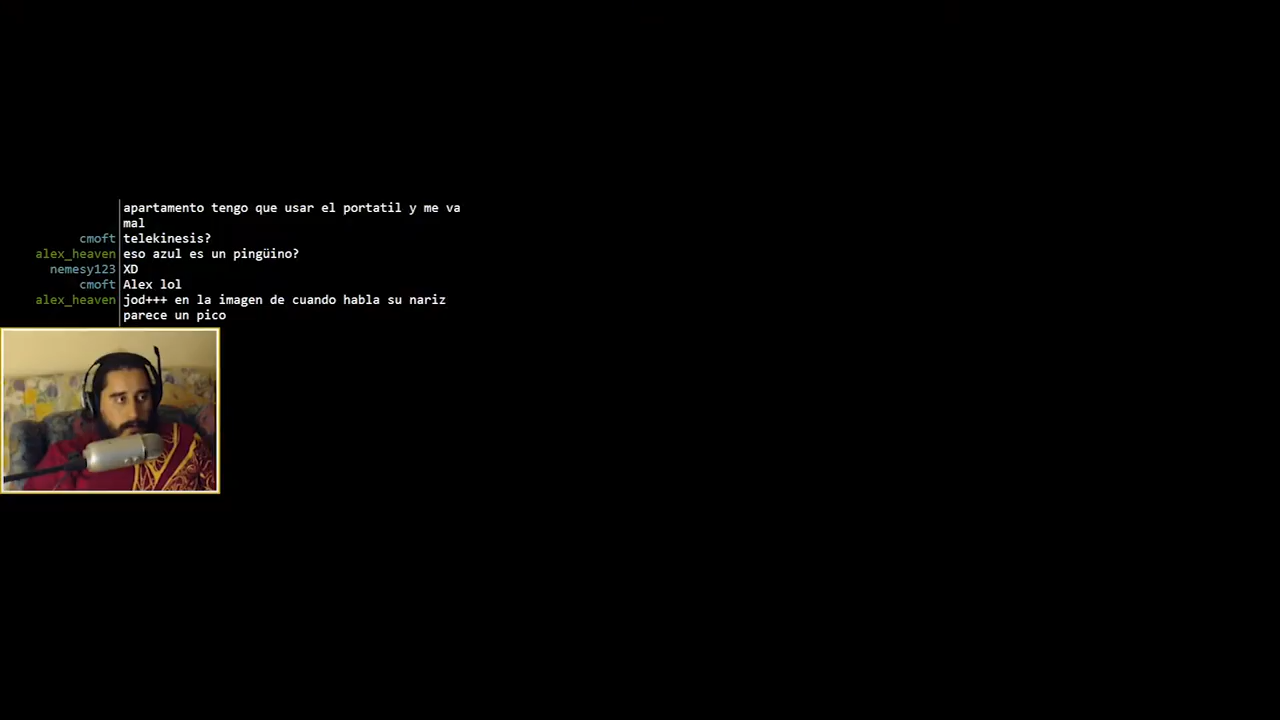 apartamento tengo que usar el portatil y me va
mal
cmoft telekinesis?
alex_heaven eso azul es un pingüino?
nemesy123 XD
cmoft Alex lol
alex_heaven jod+++ en la imagen de cuando habla su nariz
parece un pico